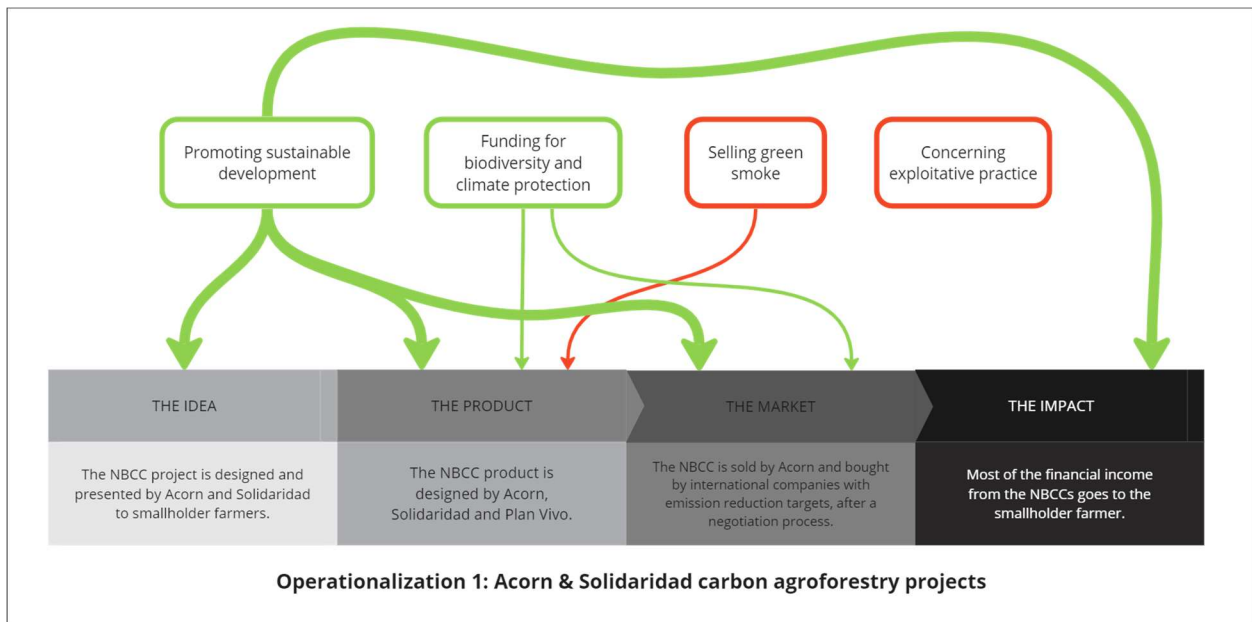 Promoting sustainable
development
Funding for
biodiversity and
climate protection
Selling green
smoke
Concerning
exploitative practice
THE IDEA
THE PRODUCT
THE MARKET
THE IMPACT
The NBCC project is designed and
presented by Acorn and Solidaridad
to smallholder farmers.
The NBCC product is
designed by Acorn,
Solidaridad and Plan Vivo.
The NBCC is sold by Acorn and bought
by international companies with
emission reduction targets, after a
negotiation process.
Most of the financial income
from the NBCCs goes to the
smallholder farmer.
Operationalization 1: Acorn & Solidaridad carbon agroforestry projects